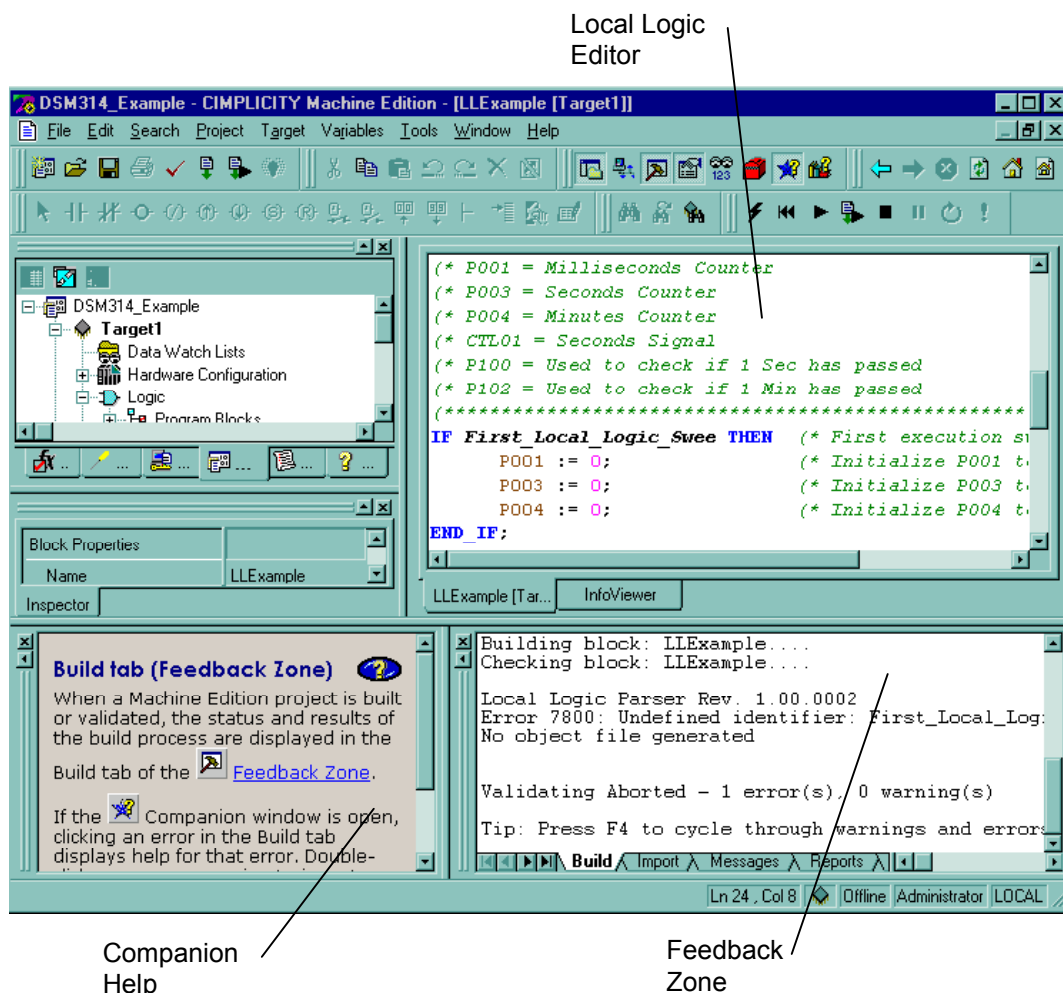 Local Logic
Editor
DSM314_Example - CIMPLICITY Machine Edition - [LLExample [Target1]]
File Edit Search Project Target Variables Tools Window Help
123
DSM314_Example
Target1
Data Watch Lists
Hardware Configuration
Logic
Program Blocks
Block Properties
Name LLExample
Inspector
(* P001 = Milliseconds Counter
(* P003 = Seconds Counter
(* P004 = Minutes Counter
(* CTL01 = Seconds Signal
(* P100 = Used to check if 1 Sec has passed
(* P102 = Used to check if 1 Min has passed
(****************************************************
IF First_Local_Logic_Swee THEN (* First execution sw
P001 := 0; (* Initialize P001 t
P003 := 0; (* Initialize P003 t
P004 := 0; (* Initialize P004 t
END_IF;
LLExample [Tar... InfoViewer
Build tab (Feedback Zone)
When a Machine Edition project is built
or validated, the status and results of
the build process are displayed in the
Build tab of the Feedback Zone.
If the Companion window is open,
clicking an error in the Build tab
displays help for that error. Double-
Building block: LLExample....
Checking block: LLExample....
Local Logic Parser Rev. 1.00.0002
Error 7800: Undefined identifier: First_Local_Logi
No object file generated
Validating Aborted - 1 error(s), 0 warning(s)
Tip: Press F4 to cycle through warnings and errors
Build Import Messages Reports
Ln 24 , Col 8 Offline Administrator LOCAL
Companion
Help
Feedback
Zone